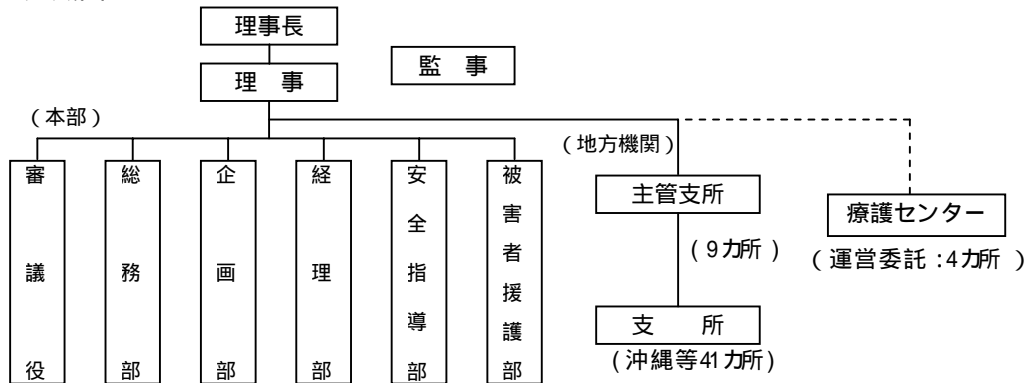 理事長
理 事
監 事
(本部)
(地方機関)
審議役
総務部
企画部
経理部
安全指導部
被害者援護部
主管支所
(9カ所)
支 所
(沖縄等41カ所)
療護センター
(運営委託:4カ所)